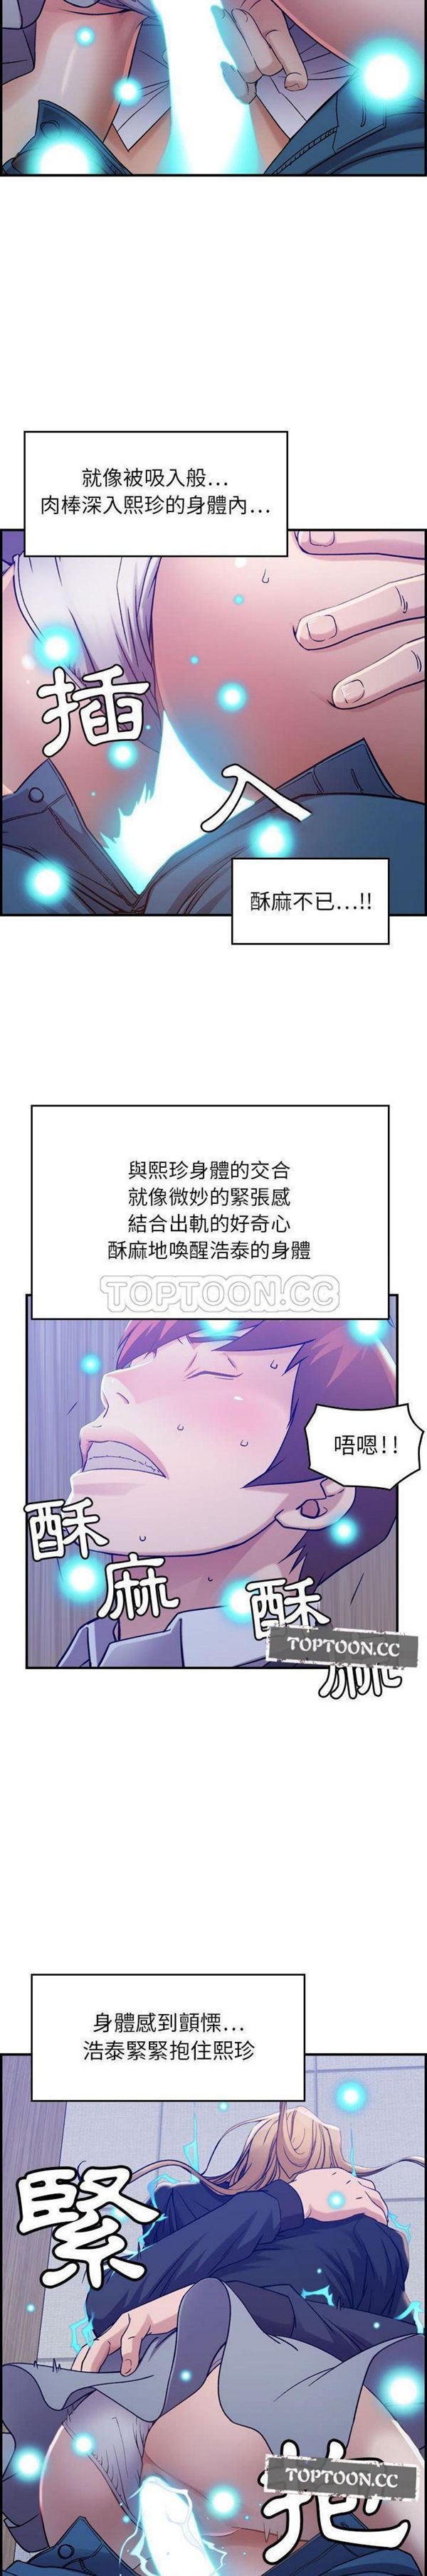 就像被吸入般...
肉棒深入熙珍的身體內...
插
入
酥麻不已...!!
與熙珍身體的交合
就像微妙的緊張感
結合出軌的好奇心
酥麻地喚醒浩泰的身體
TOPTOON.CC
唔嗯!!
酥
麻
酥
麻
TOPTOON.CC
身體感到顫慄...
浩泰緊緊抱住熙珍
緊
抱
TOPTOON.CC